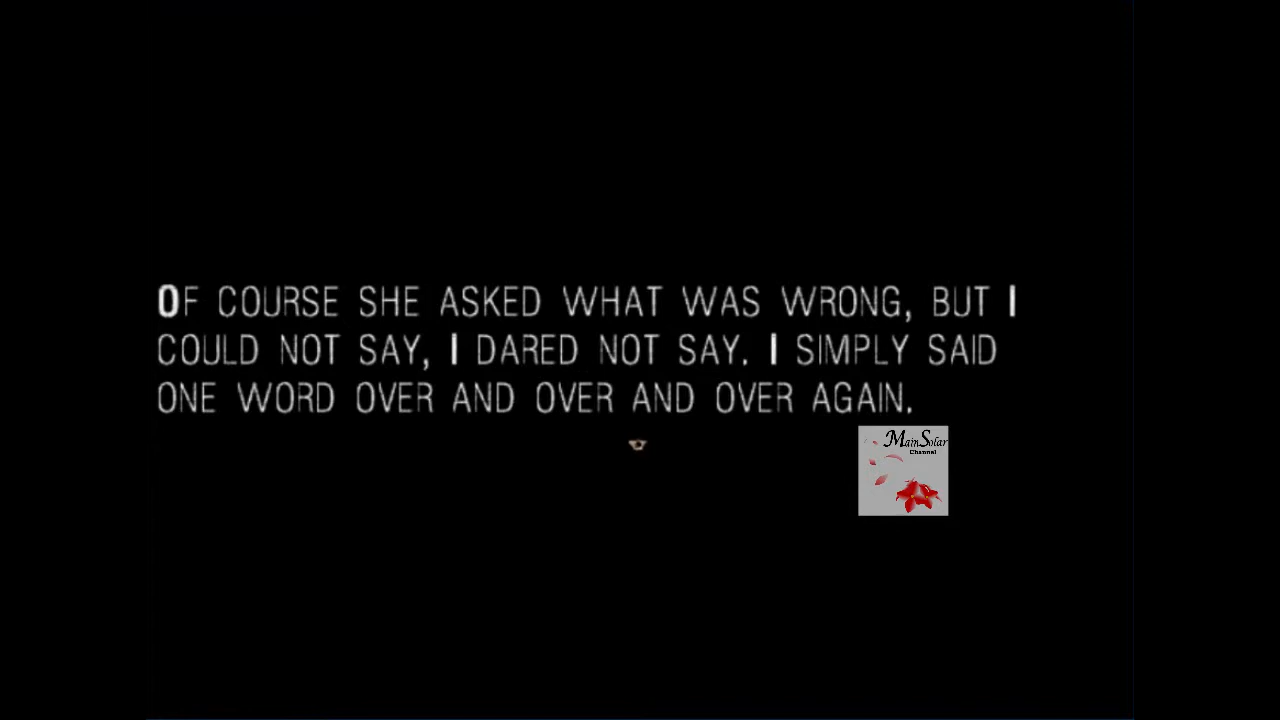 OF COURSE SHE ASKED WHAT WAS WRONG, BUT I
COULD NOT SAY, I DARED NOT SAY. I SIMPLY SAID
ONE WORD OVER AND OVER AND OVER AGAIN.
MainSolar
Channel